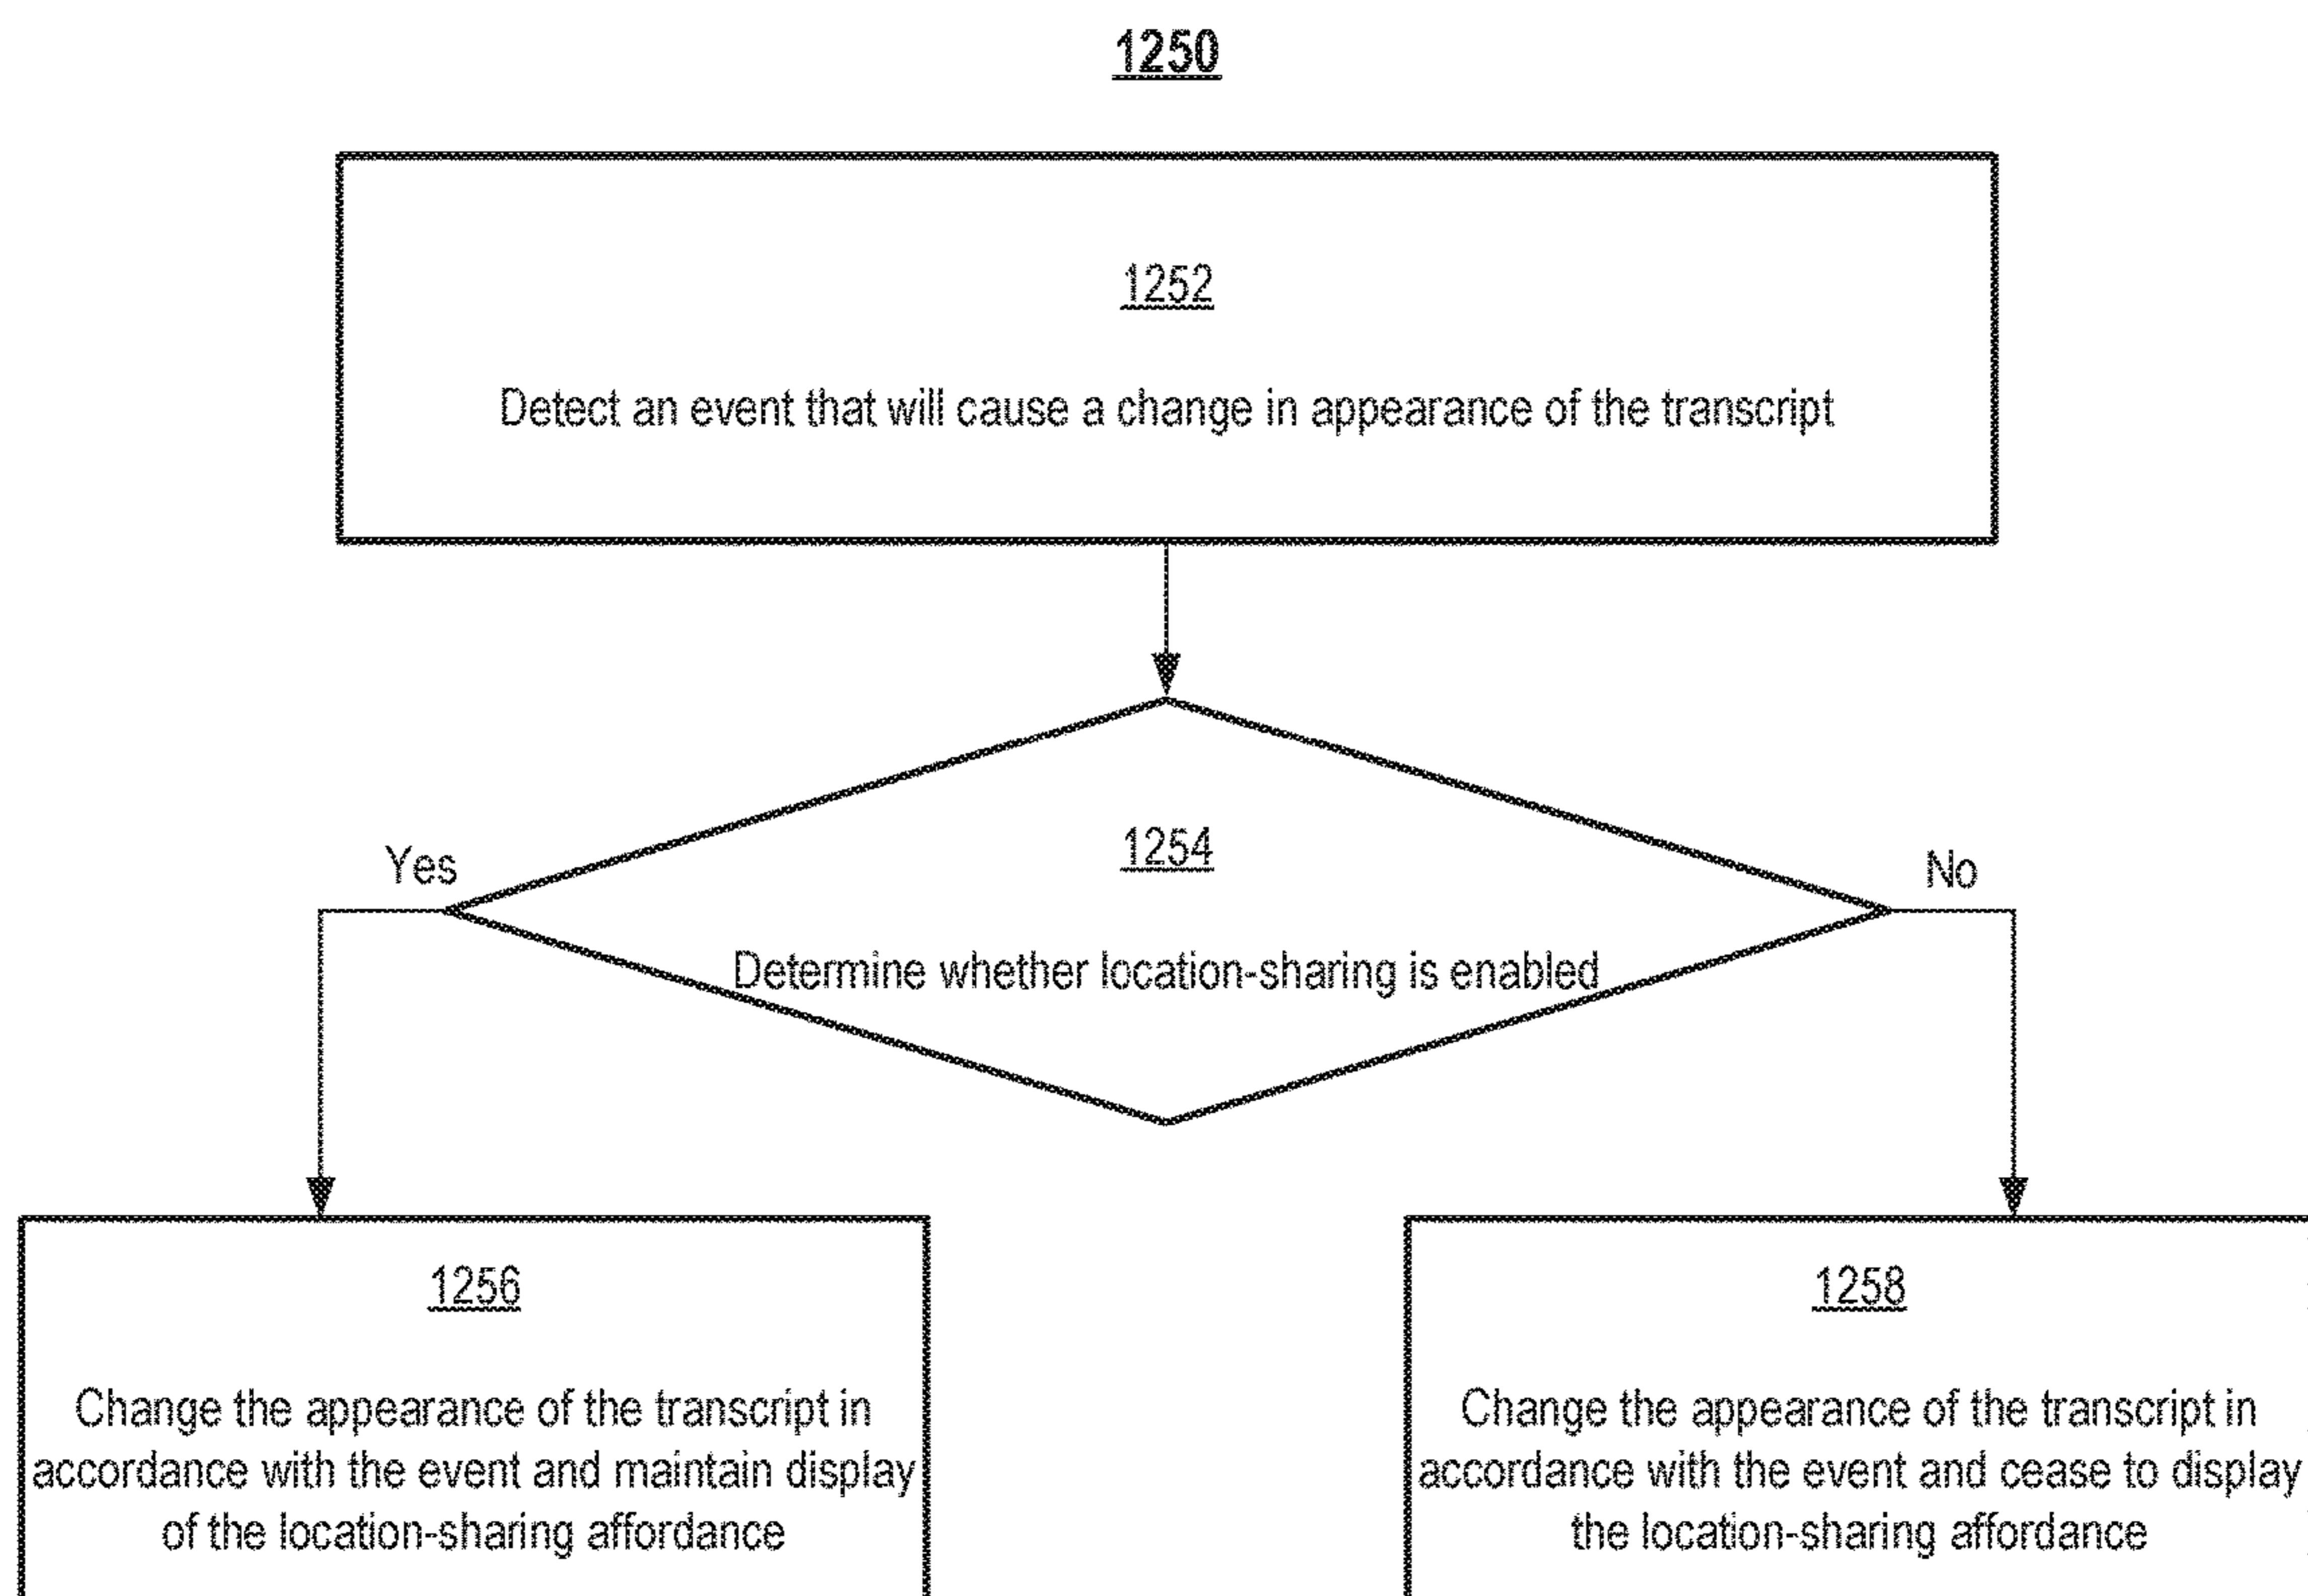 1250
1252
Detect an event that will cause a change in appearance of the transcript
1254
Yes
No
Determine whether location-sharing is enabled
1256
Change the appearance of the transcript in
accordance with the event and maintain display
of the location-sharing affordance
1258
Change the appearance of the transcript in
accordance with the event and cease to display
the location-sharing affordance